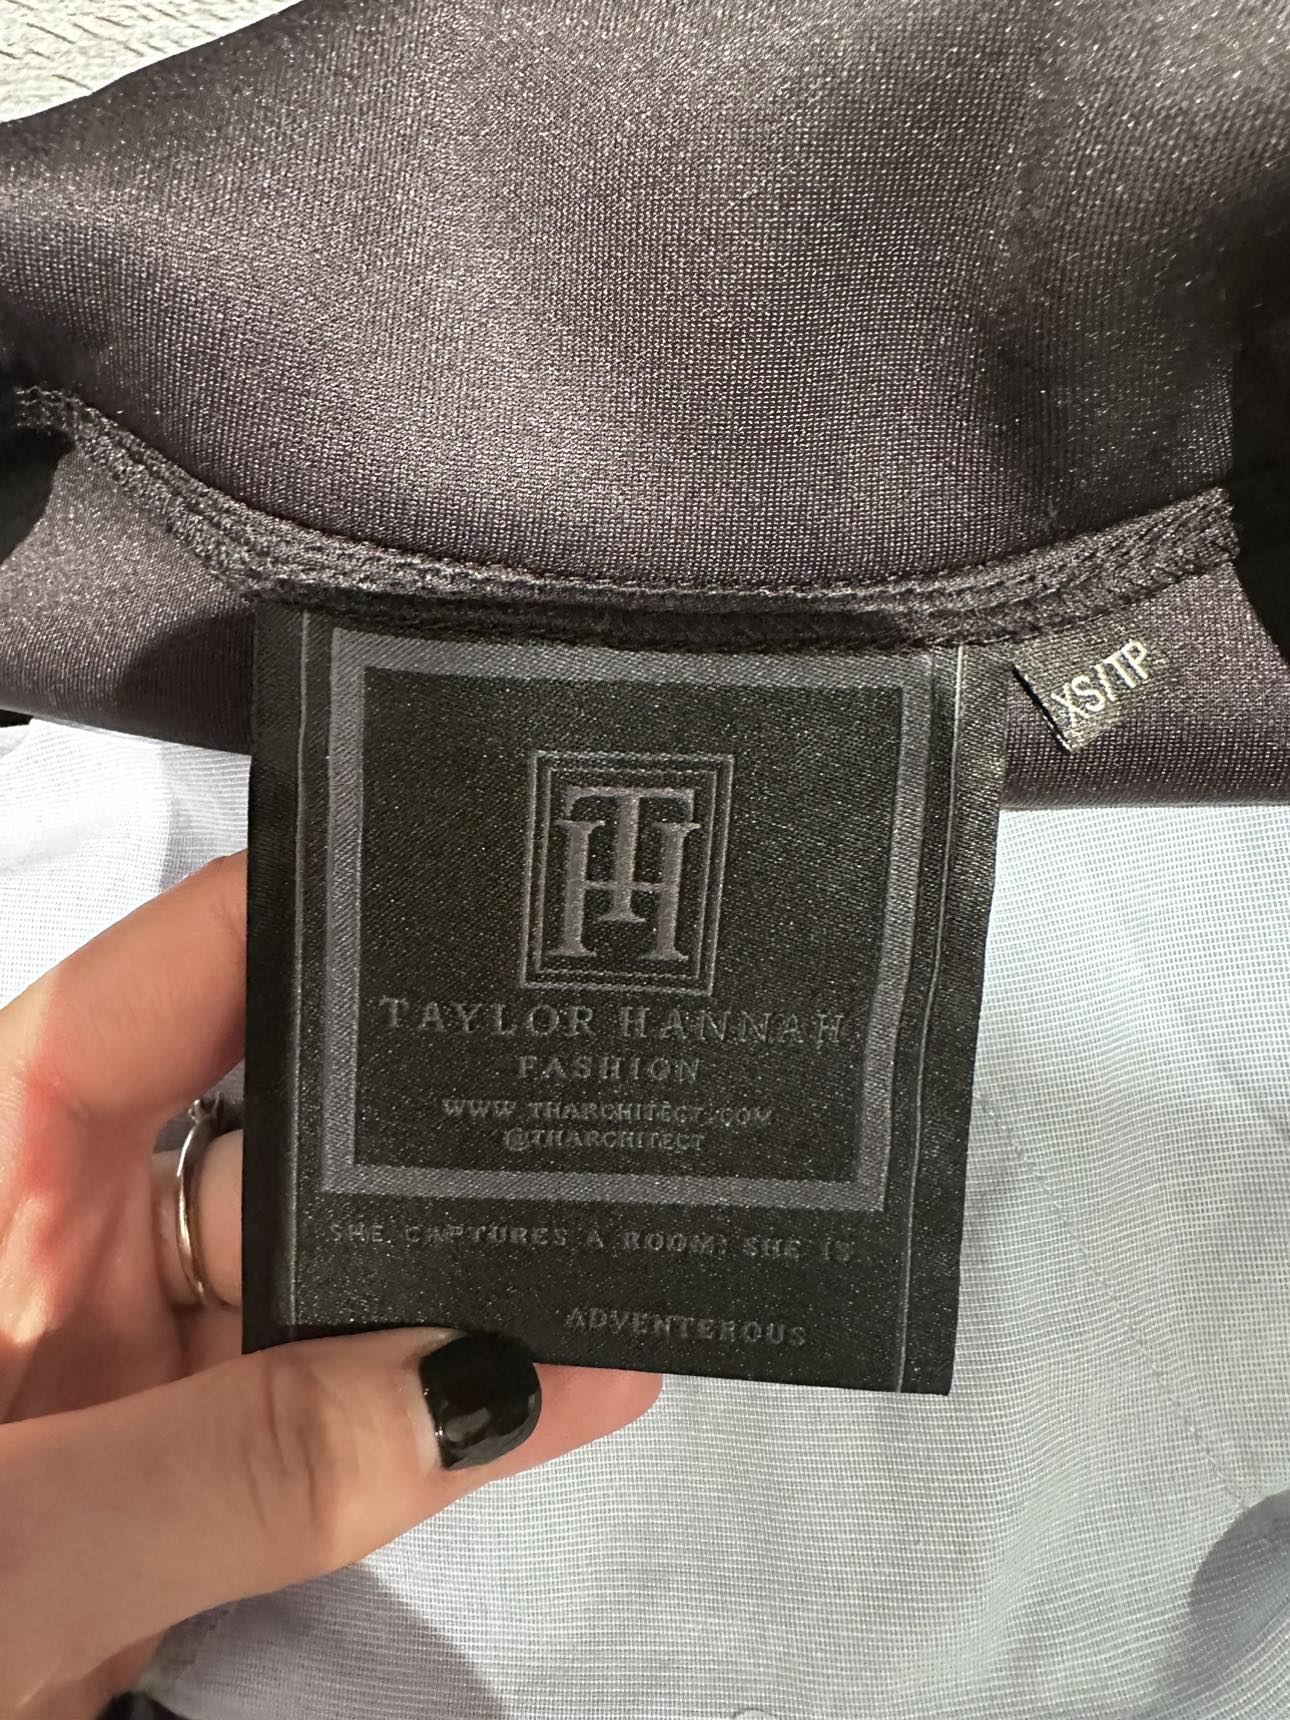 XS/TP
TH
TAYLOR HANNAH
FASHION
WWW.THARCHITECT.COM
@THARCHITECT
SHE CAPTURES A ROOM; SHE IS
ADVENTEROUS